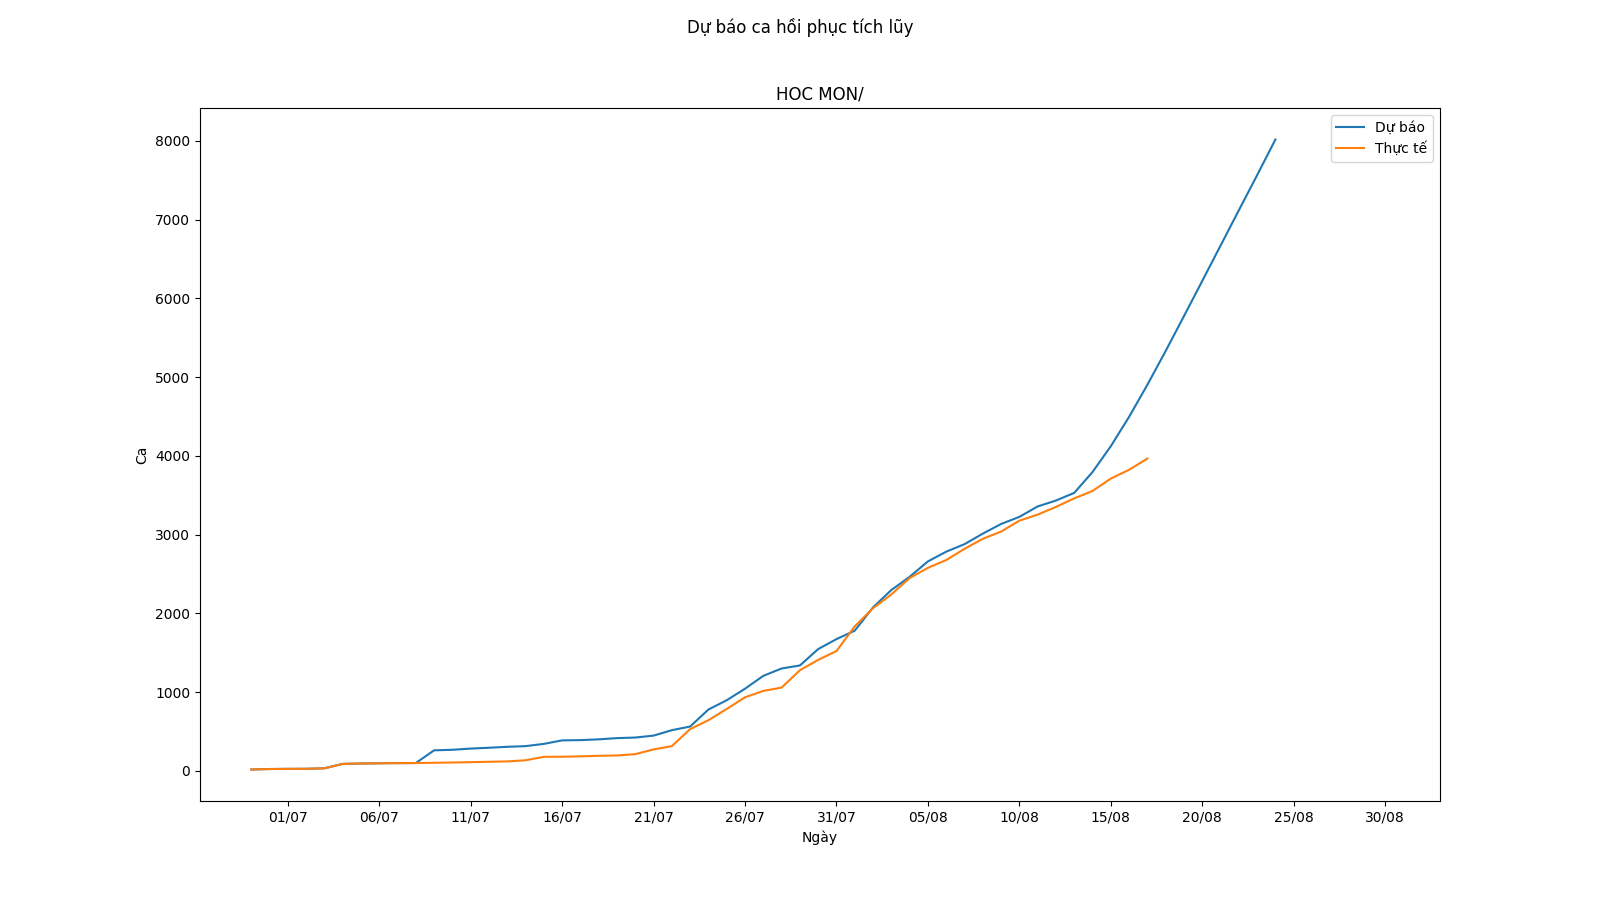 Dự báo ca hồi phục tích lũy
HOC MON/
Dự báo
Thực tế
8000
7000
6000
5000
4000
3000
2000
1000
0
Ca
01/07 06/07 11/07 16/07 21/07 26/07 31/07 05/08 10/08 15/08 20/08 25/08 30/08
Ngày